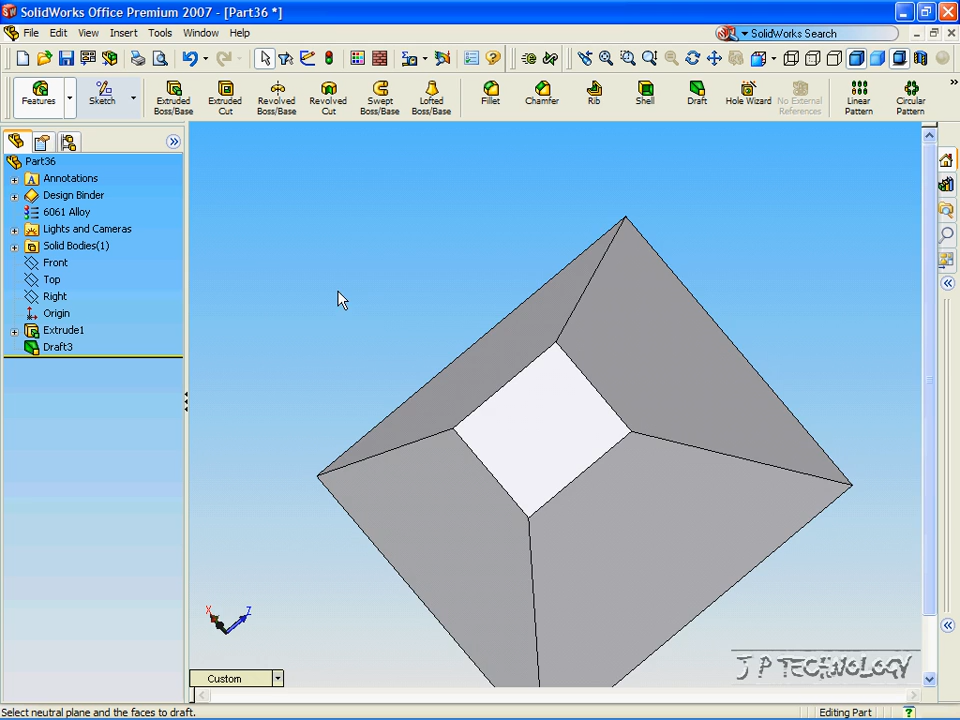 SolidWorks Office Premium 2007 - [Part36 *]
File Edit View Insert Tools Window Help SolidWorks Search
Features Sketch Extruded Boss/Base Extruded Cut Revolved Boss/Base Revolved Cut Swept Boss/Base Lofted Boss/Base Fillet Chamfer Rib Shell Draft Hole Wizard No External References Linear Pattern Circular Pattern
Part36
Annotations
Design Binder
6061 Alloy
Lights and Cameras
Solid Bodies(1)
Front
Top
Right
Origin
Extrude1
Draft3
X Z
Custom
J P TECHNOLOGY
Select neutral plane and the faces to draft. Editing Part